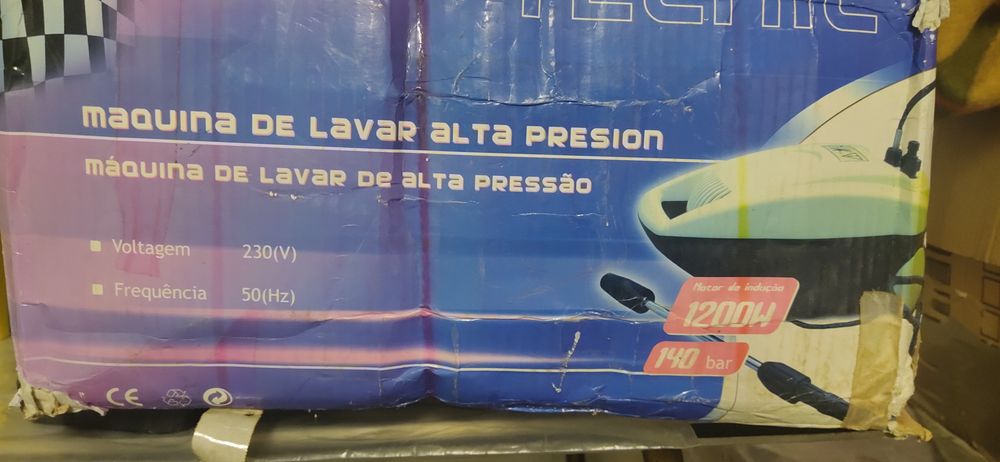 TECNIC
MAQUINA DE LAVAR ALTA PRESION
MÁQUINA DE LAVAR DE ALTA PRESSÃO
Voltagem 230(V)
Frequência 50(Hz)
Motor de indução
1200W
140 bar
CE